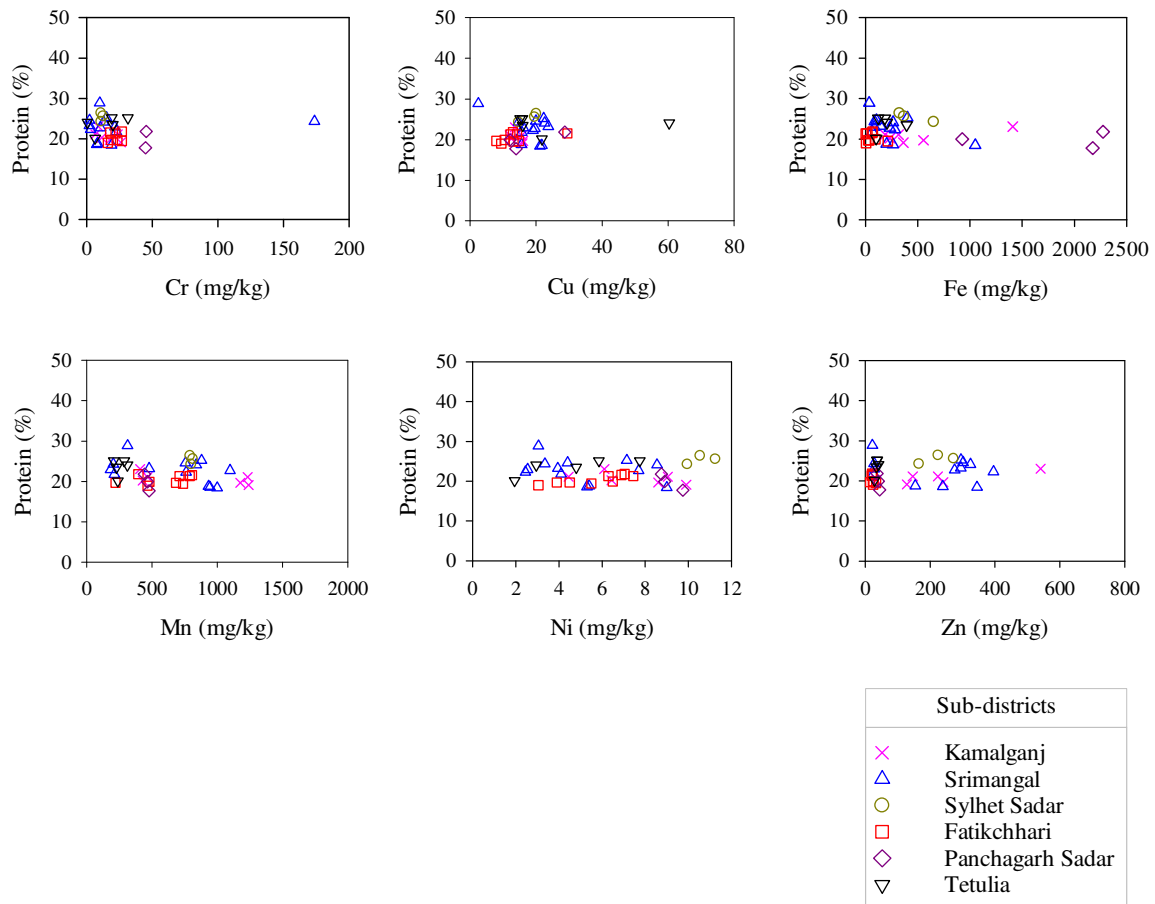 50
40
30
20
10
0
Protein (%)
0 50 100 150 200
Cr (mg/kg)
50
40
30
20
10
0
Protein (%)
0 20 40 60 80
Cu (mg/kg)
50
40
30
20
10
0
Protein (%)
0 500 1000 1500 2000 2500
Fe (mg/kg)
50
40
30
20
10
0
Protein (%)
0 500 1000 1500 2000
Mn (mg/kg)
50
40
30
20
10
0
Protein (%)
0 2 4 6 8 10 12
Ni (mg/kg)
50
40
30
20
10
0
Protein (%)
0 200 400 600 800
Zn (mg/kg)
Sub-districts
Kamalganj
Srimangal
Sylhet Sadar
Fatikchhari
Panchagarh Sadar
Tetulia